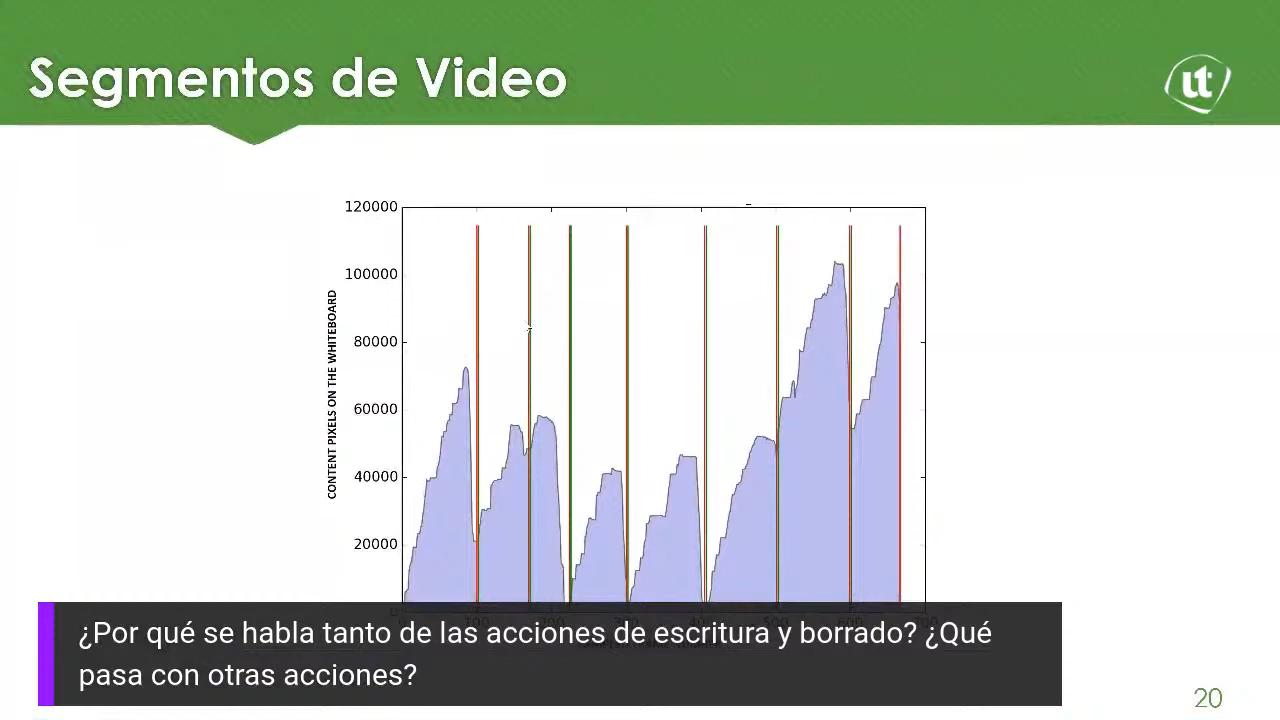 Segmentos de Video
ut
120000
100000
80000
60000
40000
20000
CONTENT PIXELS ON THE WHITEBOARD
¿Por qué se habla tanto de las acciones de escritura y borrado? ¿Qué
pasa con otras acciones?
20